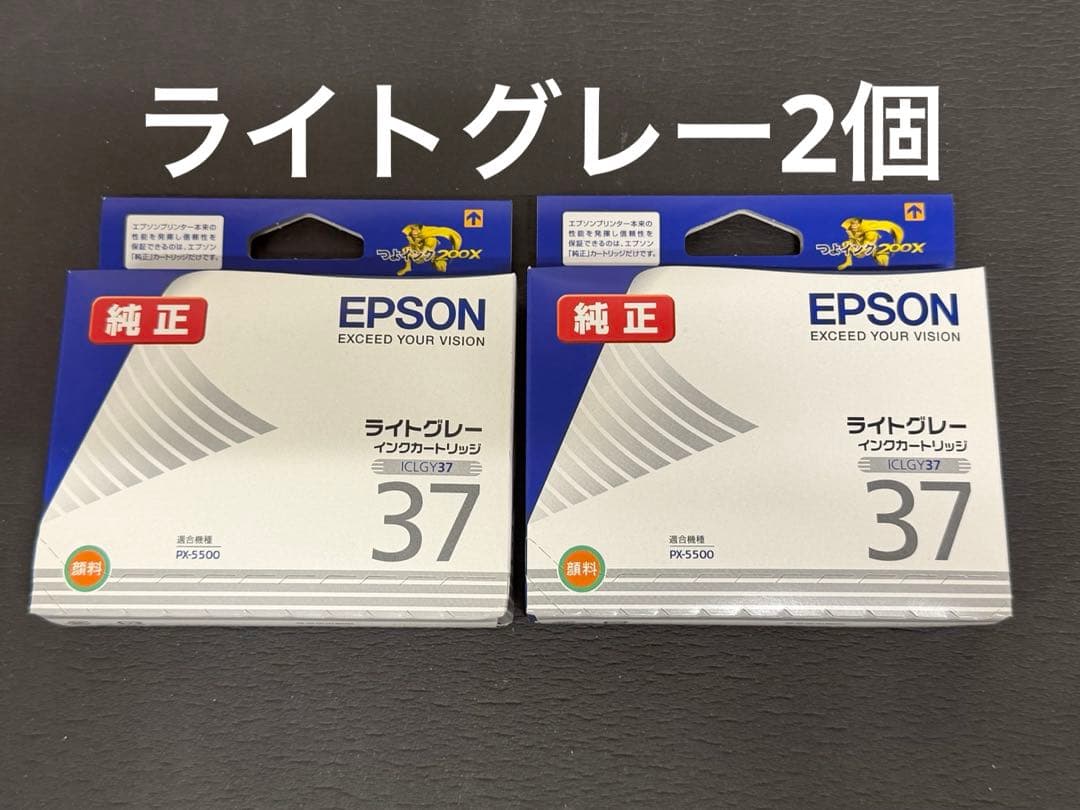 ライトグレー2個
エプソンプリンター本来の
性能を発揮し信頼性を
保証できるのは、エプソン
「純正」カートリッジだけです。
つよインク200X
純正
EPSON
EXCEED YOUR VISION
ライトグレー
インクカートリッジ
ICLGY37
37
適合機種
PX-5500
顔料
エプソンプリンター本来の
性能を発揮し信頼性を
保証できるのは、エプソン
「純正」カートリッジだけです。
つよインク200X
純正
EPSON
EXCEED YOUR VISION
ライトグレー
インクカートリッジ
ICLGY37
37
適合機種
PX-5500
顔料